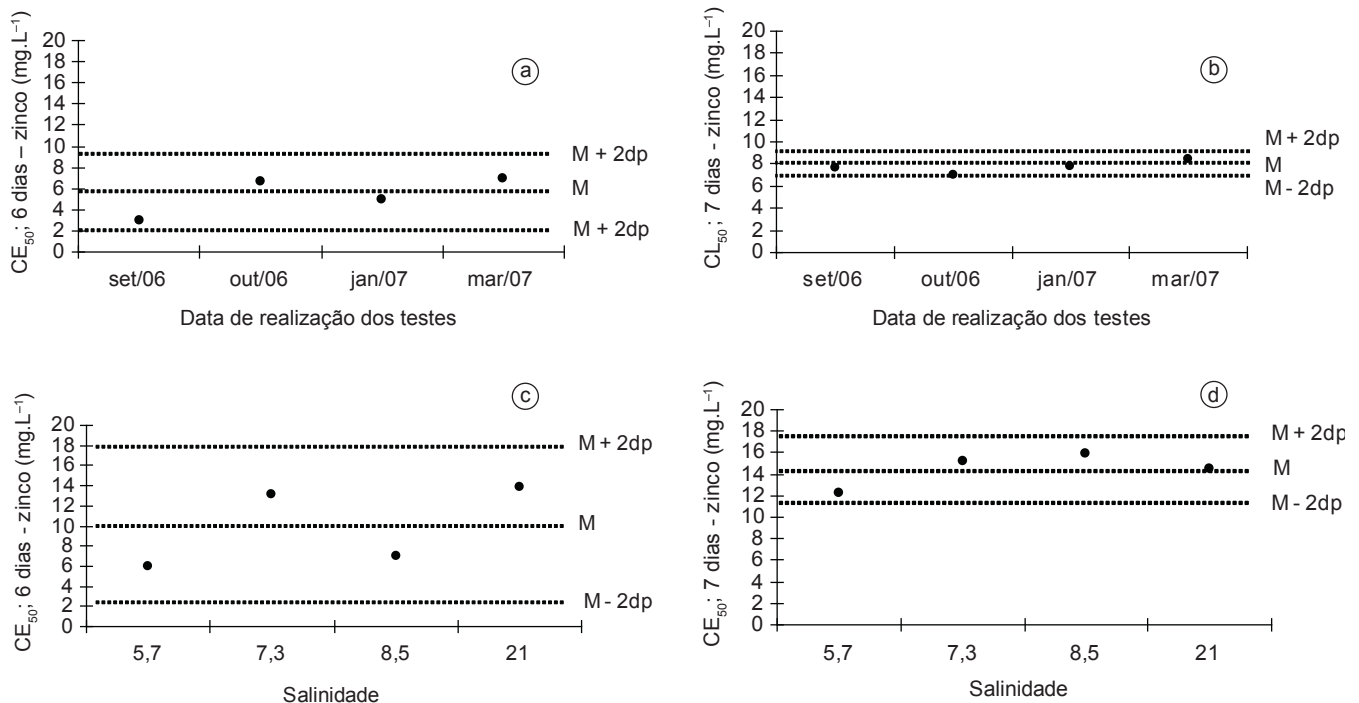 CE50; 6 dias – zinco (mg.L–1)
20
18
16
14
12
10
8
6
4
2
0
a
M + 2dp
M
M + 2dp
set/06 out/06 jan/07 mar/07
Data de realização dos testes
CL50; 7 dias - zinco (mg.L–1)
20
18
16
14
12
10
8
6
4
2
0
b
M + 2dp
M
M - 2dp
set/06 out/06 jan/07 mar/07
Data de realização dos testes
CE50; 6 dias - zinco (mg.L–1)
20
18
16
14
12
10
8
6
4
2
0
c
M + 2dp
M
M - 2dp
5,7 7,3 8,5 21
Salinidade
CE50; 7 dias - zinco (mg.L–1)
20
18
16
14
12
10
8
6
4
2
0
d
M + 2dp
M
M - 2dp
5,7 7,3 8,5 21
Salinidade